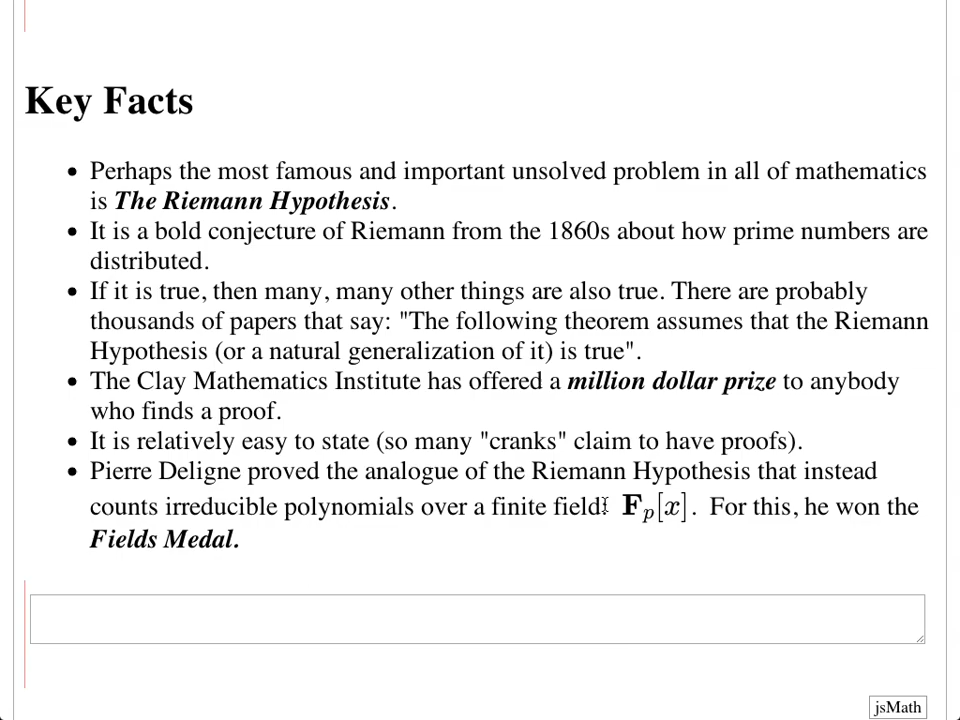 Key Facts
• Perhaps the most famous and important unsolved problem in all of mathematics
is The Riemann Hypothesis.
• It is a bold conjecture of Riemann from the 1860s about how prime numbers are
distributed.
• If it is true, then many, many other things are also true. There are probably
thousands of papers that say: "The following theorem assumes that the Riemann
Hypothesis (or a natural generalization of it) is true".
• The Clay Mathematics Institute has offered a million dollar prize to anybody
who finds a proof.
• It is relatively easy to state (so many "cranks" claim to have proofs).
• Pierre Deligne proved the analogue of the Riemann Hypothesis that instead
counts irreducible polynomials over a finite field F_p[x]. For this, he won the
Fields Medal.
jsMath